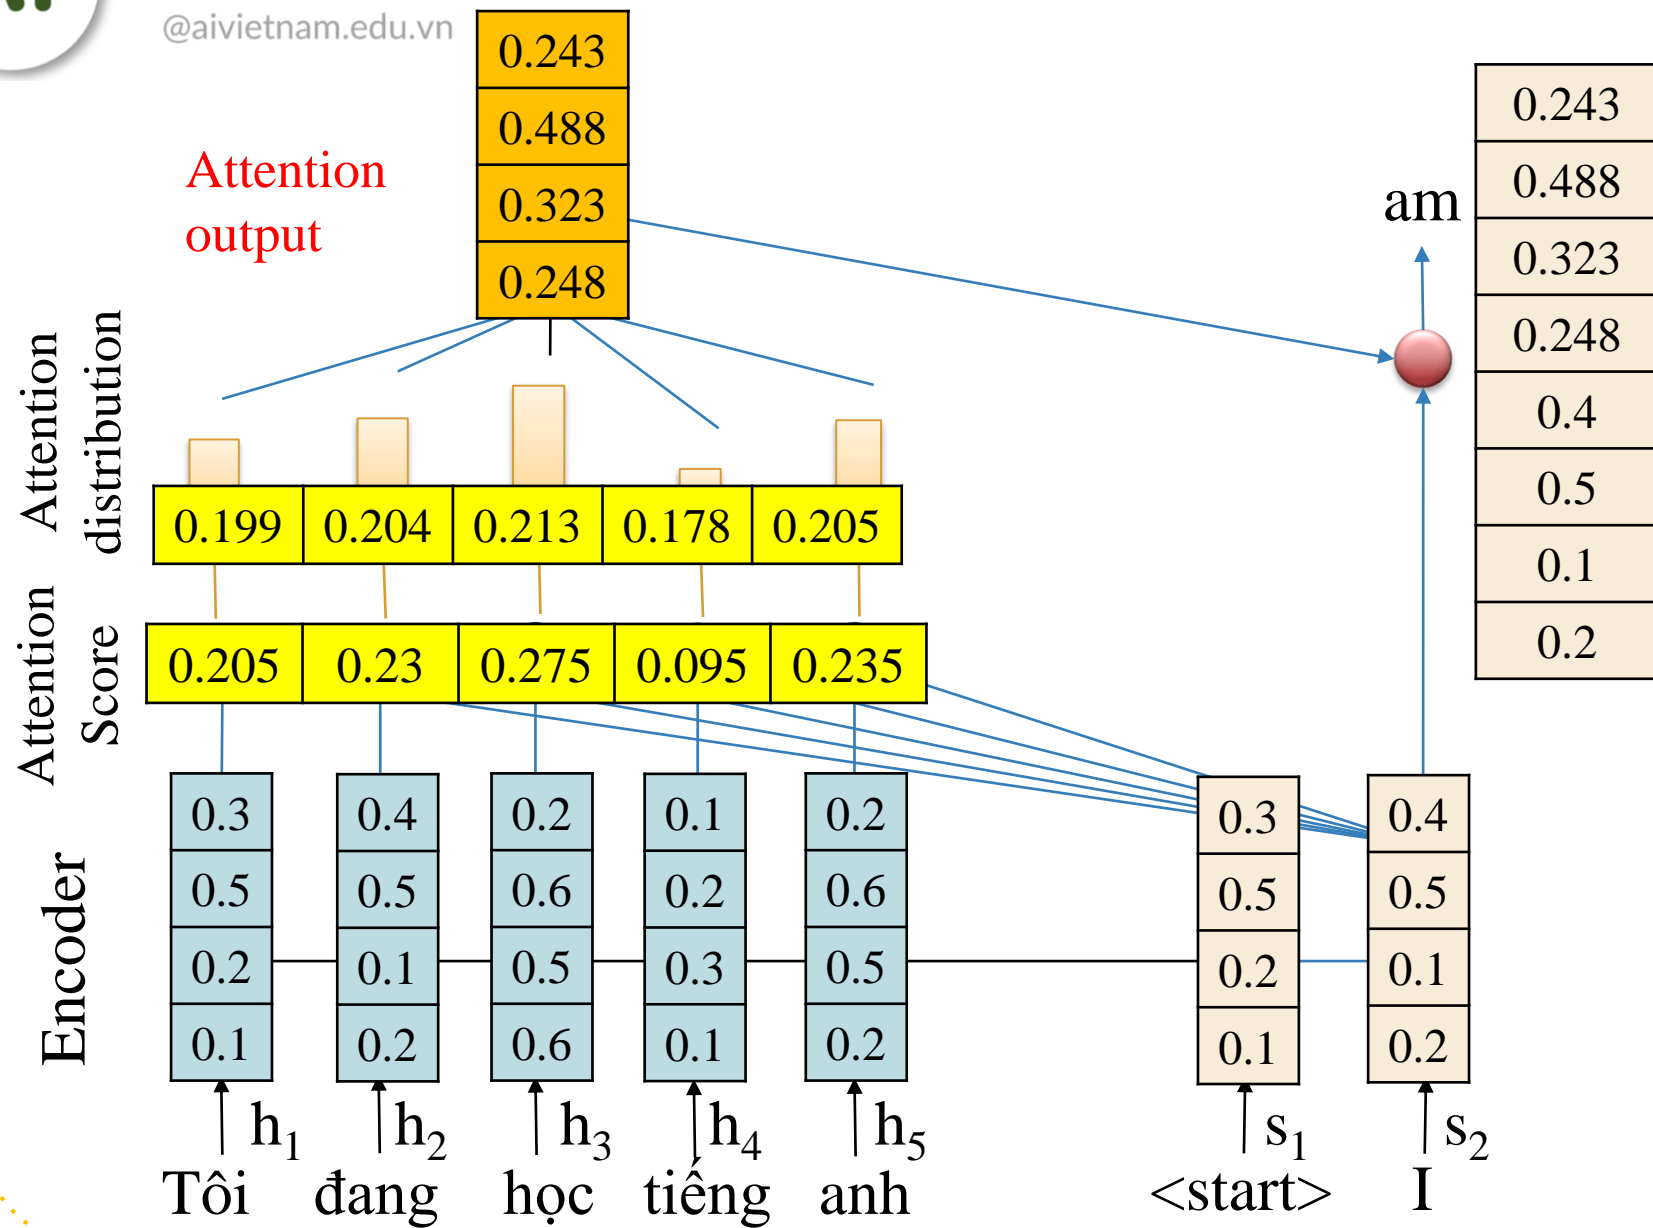 @aivietnam.edu.vn
0.243
0.488
0.323
0.248
Attention
output
0.243
0.488
0.323
0.248
0.4
0.5
0.1
0.2
am
Attention
distribution
0.199 0.204 0.213 0.178 0.205
Attention
Score
0.205 0.23 0.275 0.095 0.235
Encoder
0.3 0.4 0.2 0.1 0.2 0.3 0.4
0.5 0.5 0.6 0.2 0.6 0.5 0.5
0.2 0.1 0.5 0.3 0.5 0.2 0.1
0.1 0.2 0.6 0.1 0.2 0.1 0.2
h1 h2 h3 h4 h5 s1 s2
Tôi đang học tiếng anh <start> I